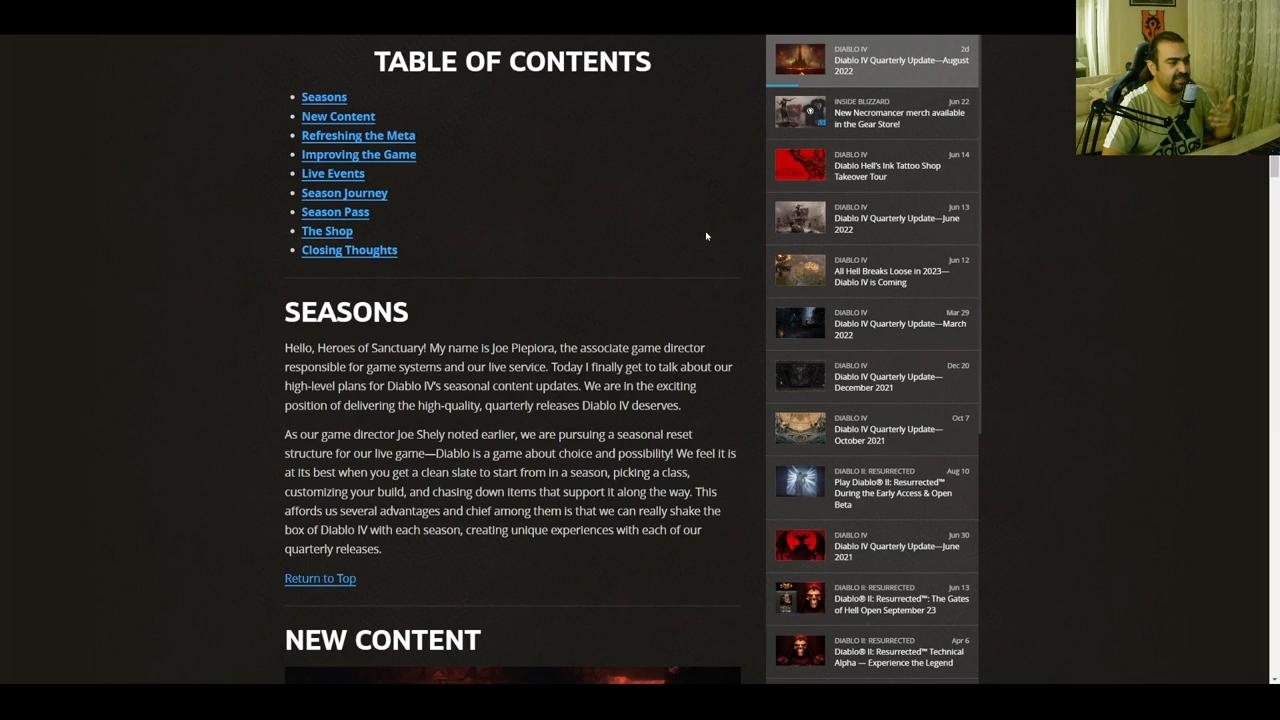 TABLE OF CONTENTS
Seasons
New Content
Refreshing the Meta
Improving the Game
Live Events
Season Journey
Season Pass
The Shop
Closing Thoughts
SEASONS
Hello, Heroes of Sanctuary! My name is Joe Piepiora, the associate game director
responsible for game systems and our live service. Today I finally get to talk about our
high-level plans for Diablo IV's seasonal content updates. We are in the exciting
position of delivering the high-quality, quarterly releases Diablo IV deserves.
As our game director Joe Shely noted earlier, we are pursuing a seasonal reset
structure for our live game—Diablo is a game about choice and possibility! We feel it is
at its best when you get a clean slate to start from in a season, picking a class,
customizing your build, and chasing down items that support it along the way. This
affords us several advantages and chief among them is that we can really shake the
box of Diablo IV with each season, creating unique experiences with each of our
quarterly releases.
Return to Top
NEW CONTENT
DIABLO IV 2d
Diablo IV Quarterly Update—August
2022
INSIDE BLIZZARD Jun 22
New Necromancer merch available
in the Gear Store!
DIABLO IV Jun 14
Diablo Hell's Ink Tattoo Shop
Takeover Tour
DIABLO IV Jun 13
Diablo IV Quarterly Update—June
2022
DIABLO IV Jun 12
All Hell Breaks Loose in 2023—
Diablo IV is Coming
DIABLO IV Mar 29
Diablo IV Quarterly Update—March
2022
DIABLO IV Dec 20
Diablo IV Quarterly Update—
December 2021
DIABLO IV Oct 7
Diablo IV Quarterly Update—
October 2021
DIABLO II: RESURRECTED Aug 10
Play Diablo® II: Resurrected™
During the Early Access & Open
Beta
DIABLO IV Jun 30
Diablo IV Quarterly Update—June
2021
DIABLO II: RESURRECTED Jun 13
Diablo® II: Resurrected™: The Gates
of Hell Open September 23
DIABLO II: RESURRECTED Apr 6
Diablo® II: Resurrected™ Technical
Alpha — Experience the Legend
adidas